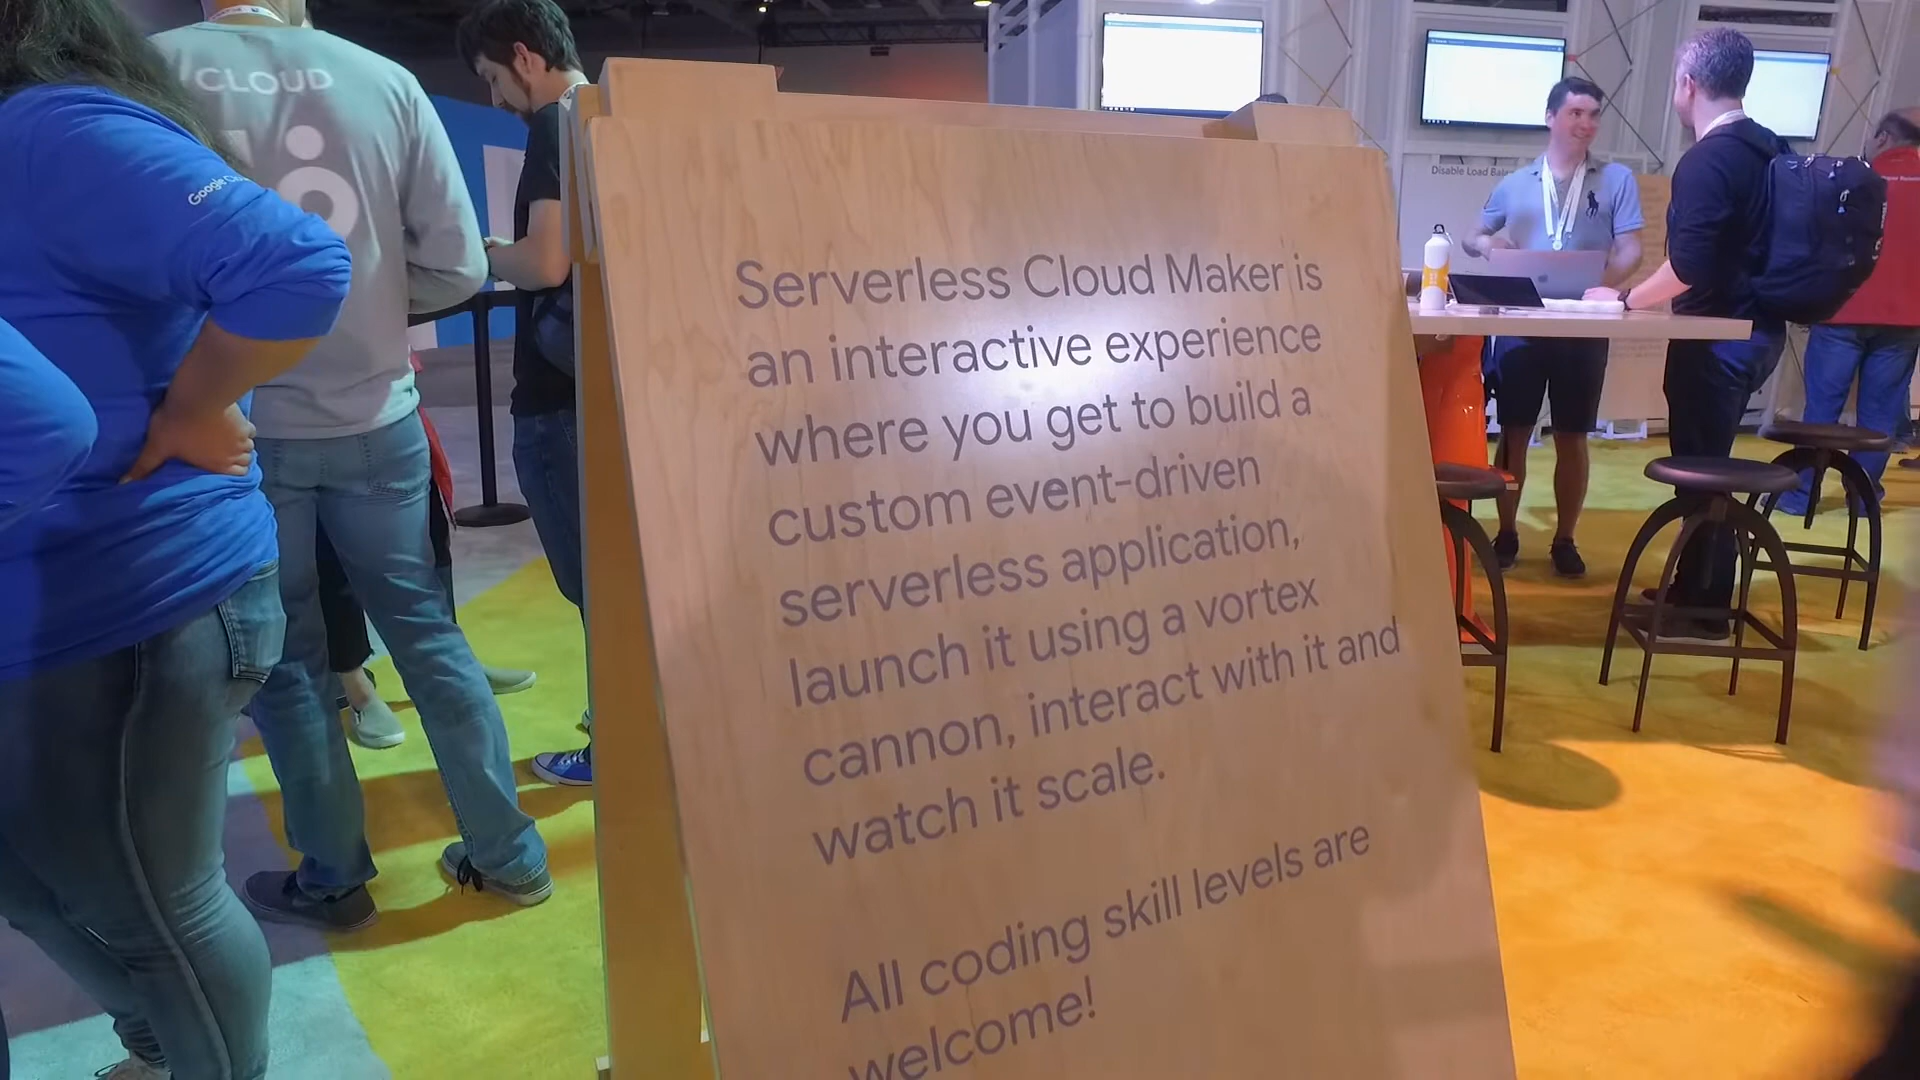 CLOUD
Google Cloud
Disable Load
Serverless Cloud Maker is
an interactive experience
where you get to build a
custom event-driven
serverless application,
launch it using a vortex
cannon, interact with it and
watch it scale.
All coding skill levels are
welcome!